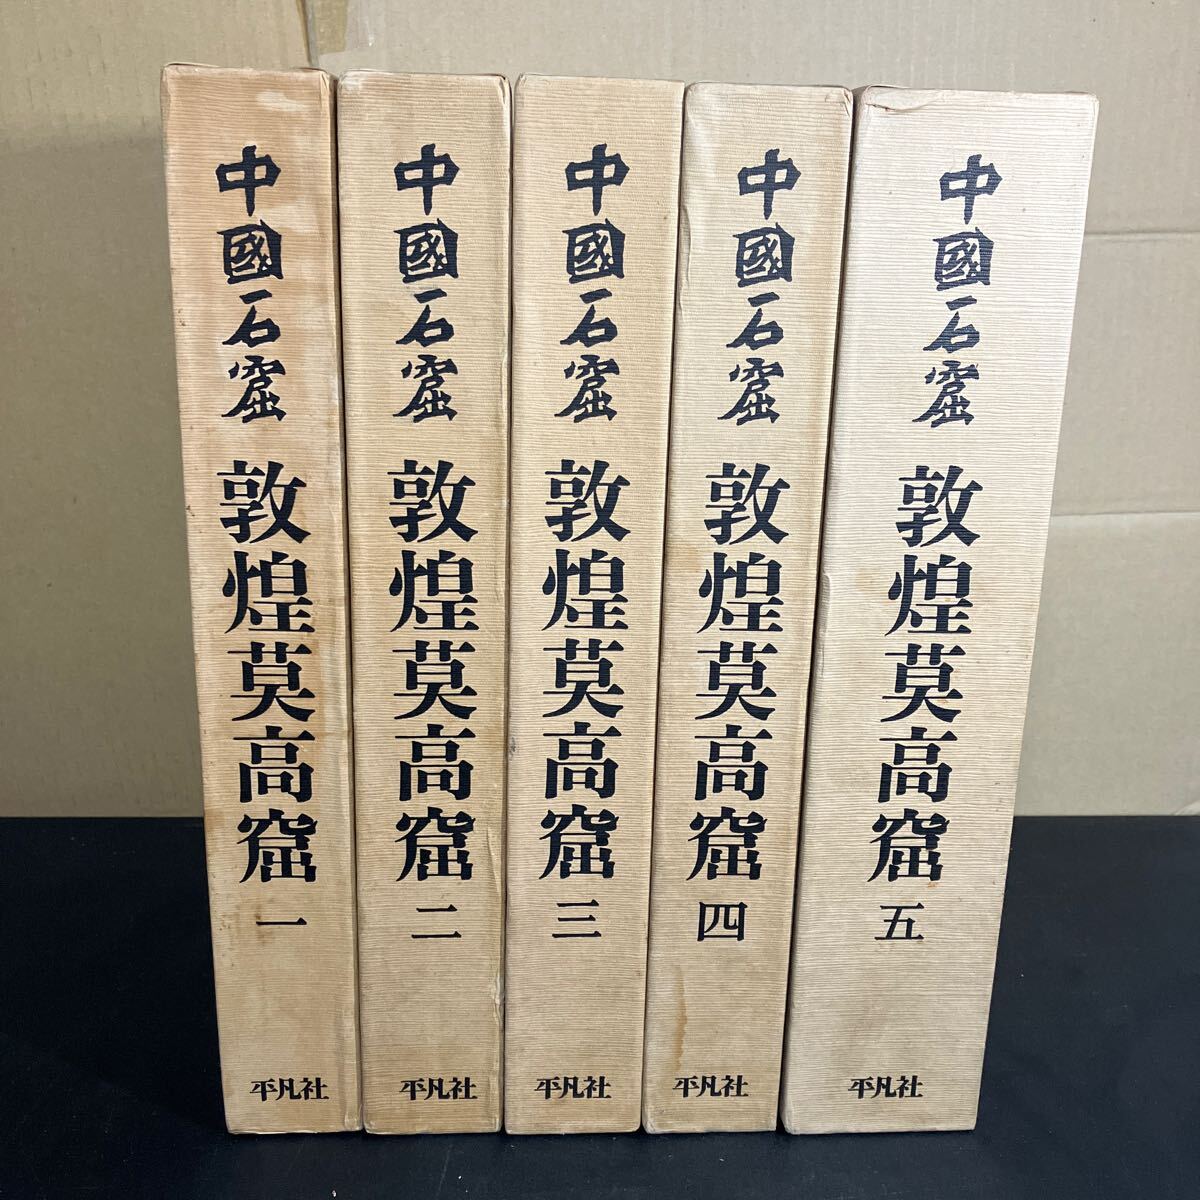 中國石窟 敦煌莫高窟 一 平凡社
中國石窟 敦煌莫高窟 二 平凡社
中國石窟 敦煌莫高窟 三 平凡社
中國石窟 敦煌莫高窟 四 平凡社
中國石窟 敦煌莫高窟 五 平凡社